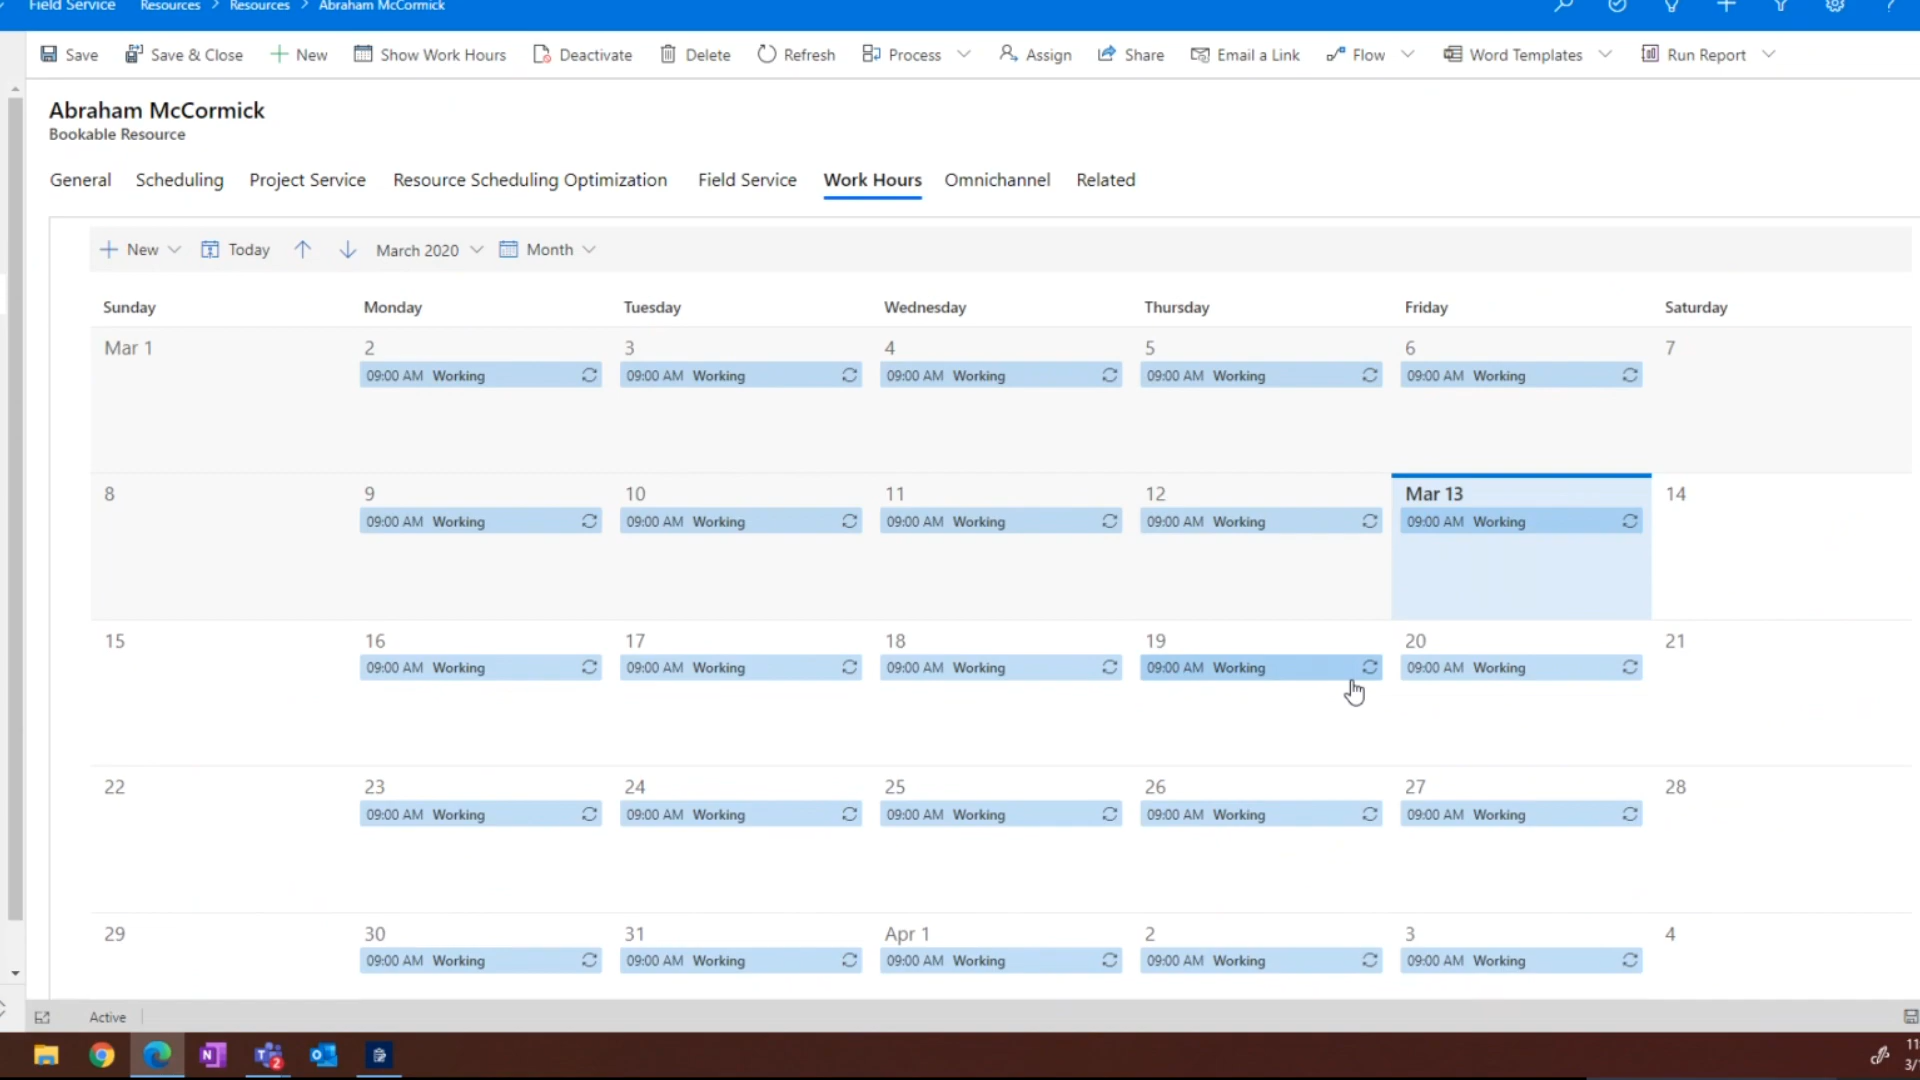 Field Service Resources > Resources > Abraham McCormick
Save Save & Close New Show Work Hours Deactivate Delete Refresh Process Assign Share Email a Link Flow Word Templates Run Report
Abraham McCormick
Bookable Resource
General Scheduling Project Service Resource Scheduling Optimization Field Service Work Hours Omnichannel Related
New Today March 2020 Month
Sunday Monday Tuesday Wednesday Thursday Friday Saturday
Mar 1 2 3 4 5 6 7
09:00 AM Working 09:00 AM Working 09:00 AM Working 09:00 AM Working 09:00 AM Working
8 9 10 11 12 Mar 13 14
09:00 AM Working 09:00 AM Working 09:00 AM Working 09:00 AM Working 09:00 AM Working
15 16 17 18 19 20 21
09:00 AM Working 09:00 AM Working 09:00 AM Working 09:00 AM Working 09:00 AM Working
22 23 24 25 26 27 28
09:00 AM Working 09:00 AM Working 09:00 AM Working 09:00 AM Working 09:00 AM Working
29 30 31 Apr 1 2 3 4
09:00 AM Working 09:00 AM Working 09:00 AM Working 09:00 AM Working 09:00 AM Working
Active